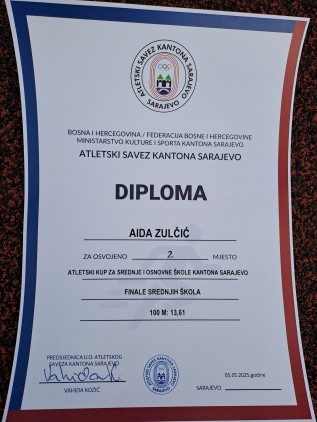 ATLETSKI SAVEZ KANTONA SARAJEVO
SARAJEVO
BOSNA I HERCEGOVINA / FEDERACIJA BOSNE I HERCEGOVINE
MINISTARSTVO KULTURE I SPORTA KANTONA SARAJEVO
ATLETSKI SAVEZ KANTONA SARAJEVO
DIPLOMA
AIDA ZULČIĆ
ZA OSVOJENO 2. MJESTO
ATLETSKI KUP ZA SREDNJE I OSNOVNE ŠKOLE KANTONA SARAJEVO
FINALE SREDNJIH ŠKOLA
100 M: 13,61
PREDSJEDNICA U.O. ATLETSKOG
SAVEZA KANTONA SARAJEVO
VAHIDA KOZIĆ
05.05.2025 godine
SARAJEVO,